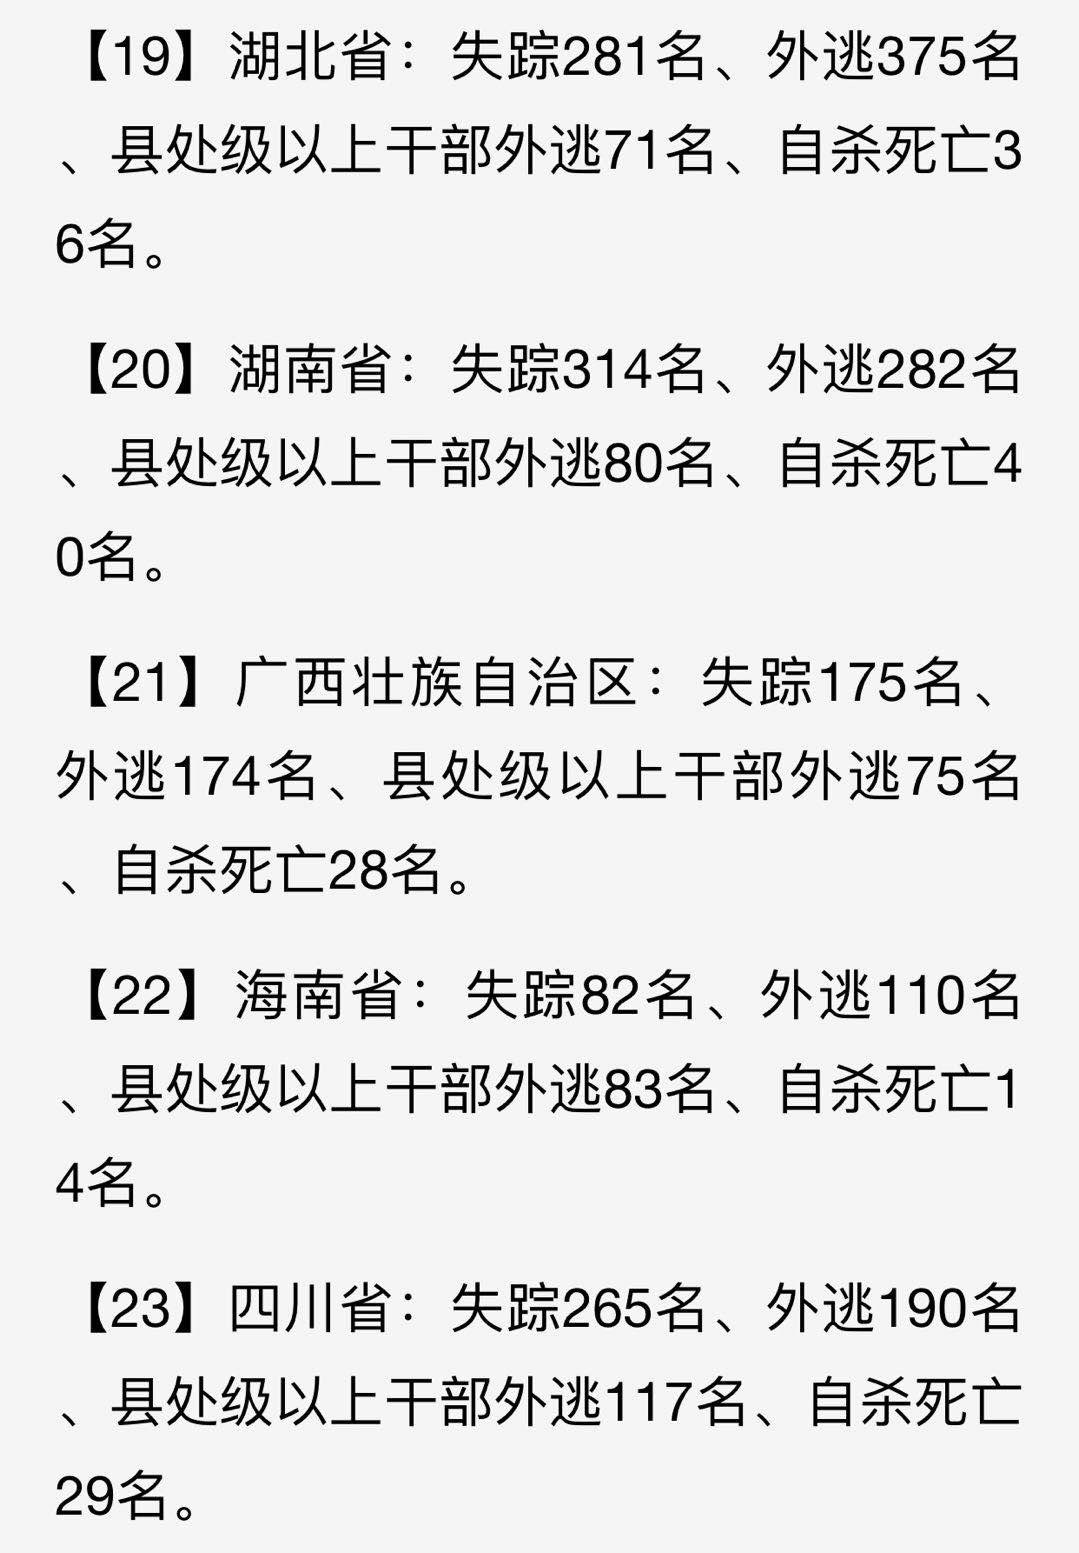 【19】湖北省：失踪281名、外逃375名
、县处级以上干部外逃71名、自杀死亡3
6名。
【20】湖南省：失踪314名、外逃282名
、县处级以上干部外逃80名、自杀死亡4
0名。
【21】广西壮族自治区：失踪175名、
外逃174名、县处级以上干部外逃75名
、自杀死亡28名。
【22】海南省：失踪82名、外逃110名
、县处级以上干部外逃83名、自杀死亡1
4名。
【23】四川省：失踪265名、外逃190名
、县处级以上干部外逃117名、自杀死亡
29名。